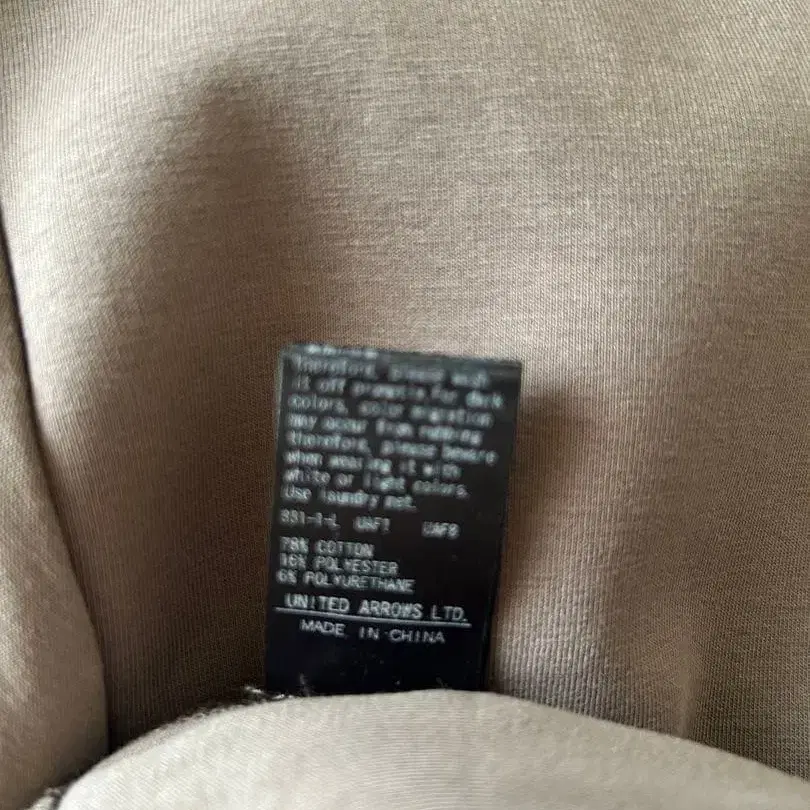 Therefore, please wash
it off promptly.For dark
colors, color migration
may occur from rubbing
therefore, please beware
when wearing it with
white or light colors.
Use laundry net.
UAF1 UAF8
78% COTTON
16% POLYESTER
6% POLYURETHANE
UNITED ARROWS LTD.
MADE IN CHINA